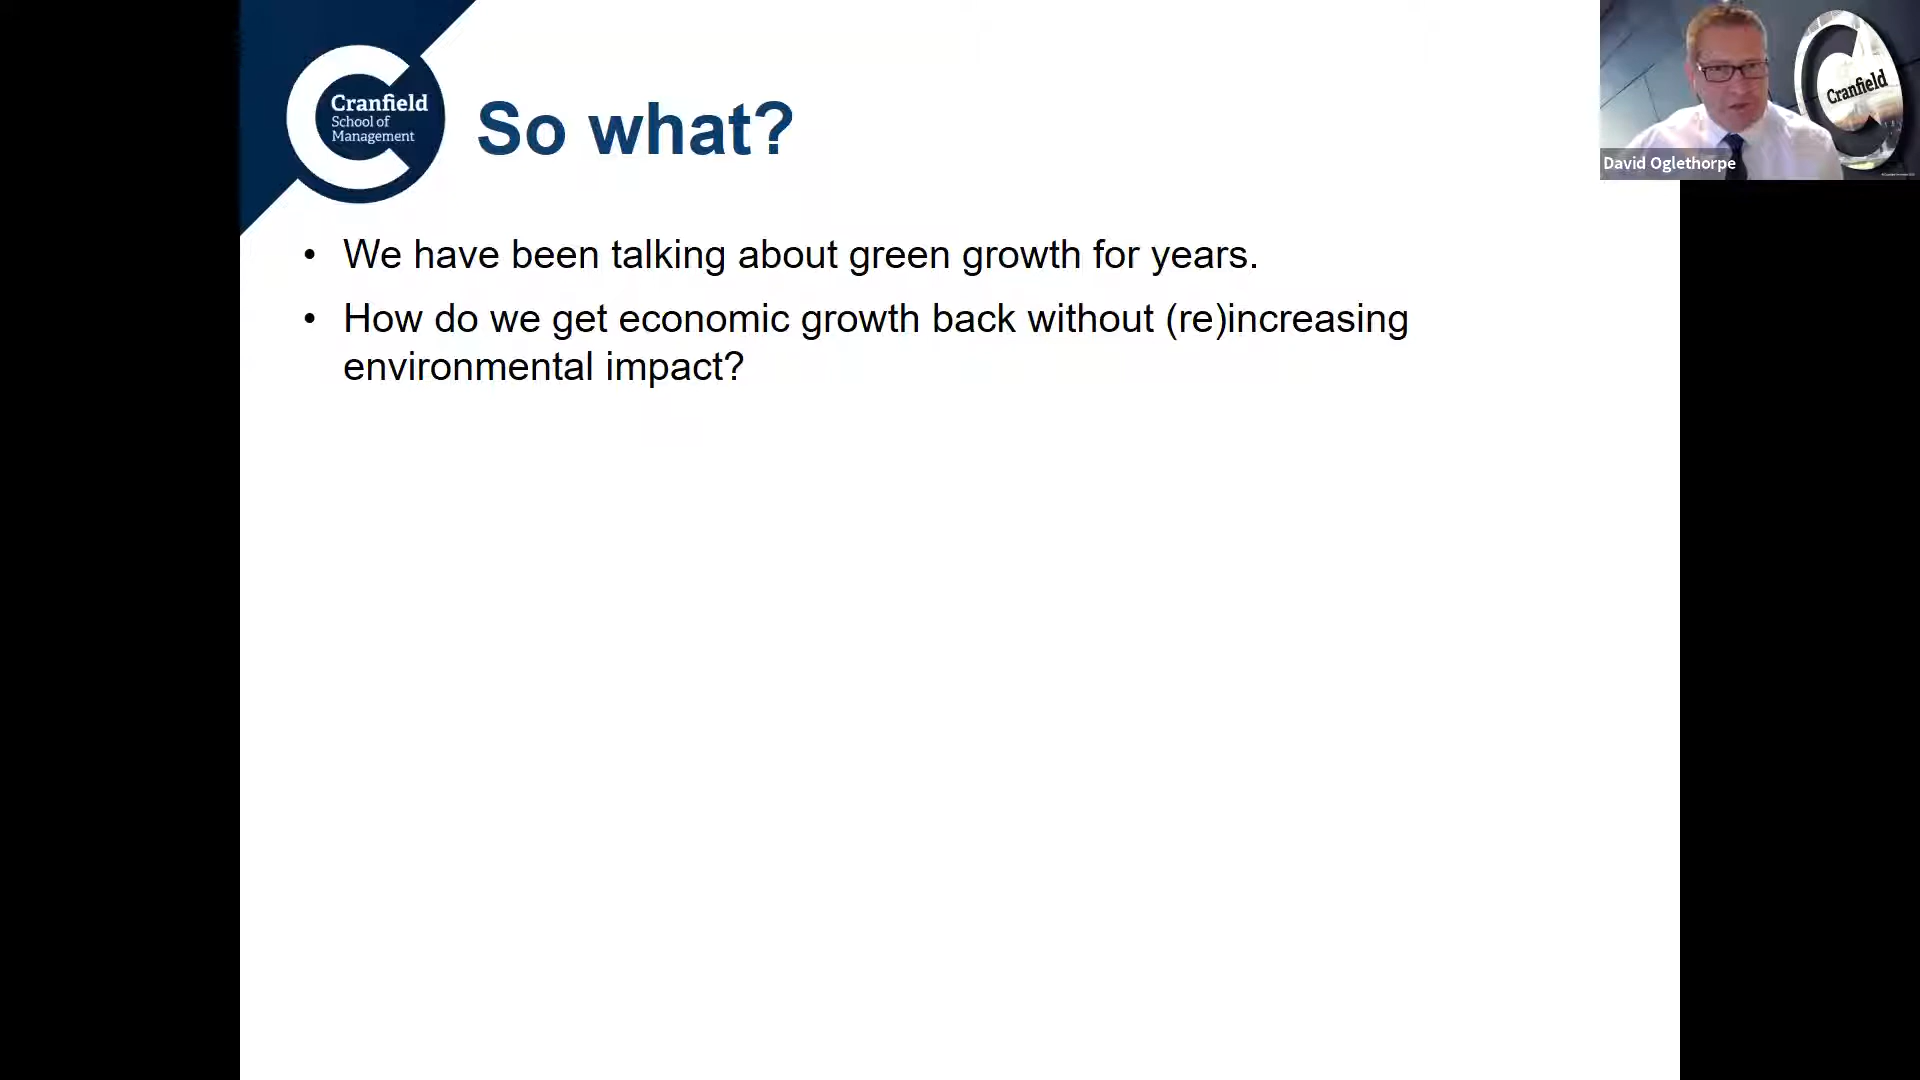 Cranfield
School of
Management
So what?
• We have been talking about green growth for years.
• How do we get economic growth back without (re)increasing
environmental impact?
Cranfield
David Oglethorpe